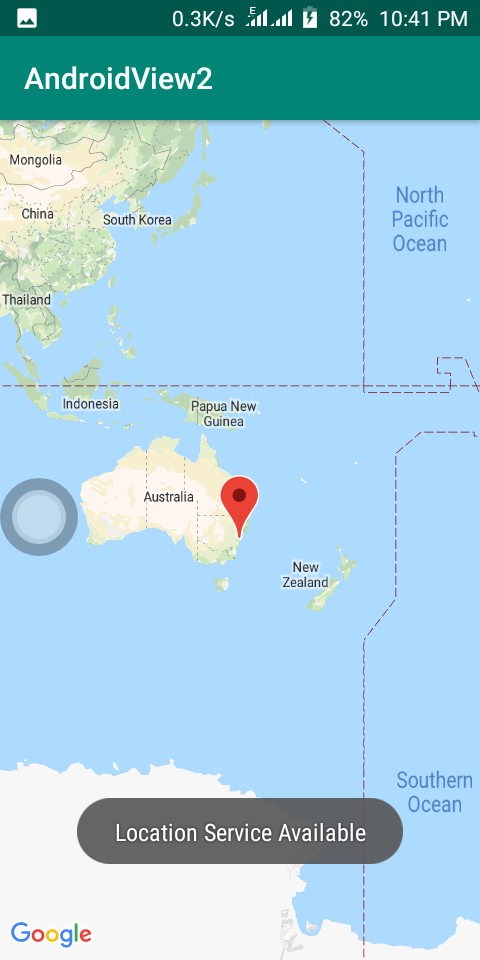 0.3K/s E 82% 10:41 PM
AndroidView2
Mongolia
China
South Korea
Thailand
North
Pacific
Ocean
Indonesia
Papua New
Guinea
Australia
New
Zealand
Southern
Ocean
Location Service Available
Google